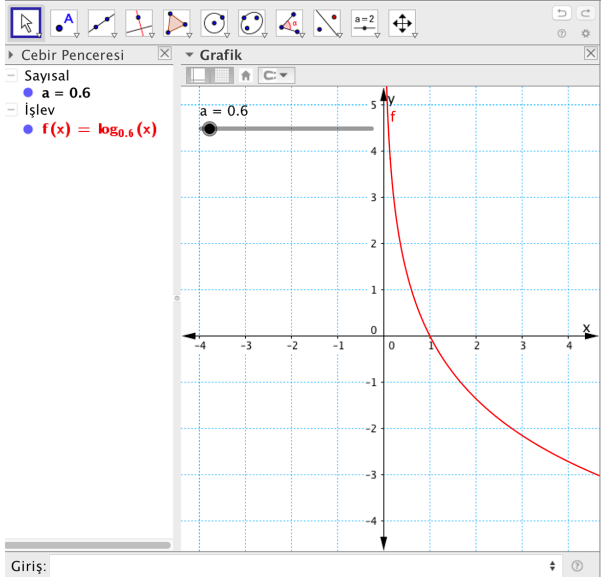 A
α
a=2
Cebir Penceresi
Grafik
Sayısal
a = 0.6
İşlev
f(x) = log₀.₆(x)
a = 0.6
y
f
5
4
3
2
1
0
x
-4 -3 -2 -1 0 1 2 3 4
-1
-2
-3
-4
Giriş: